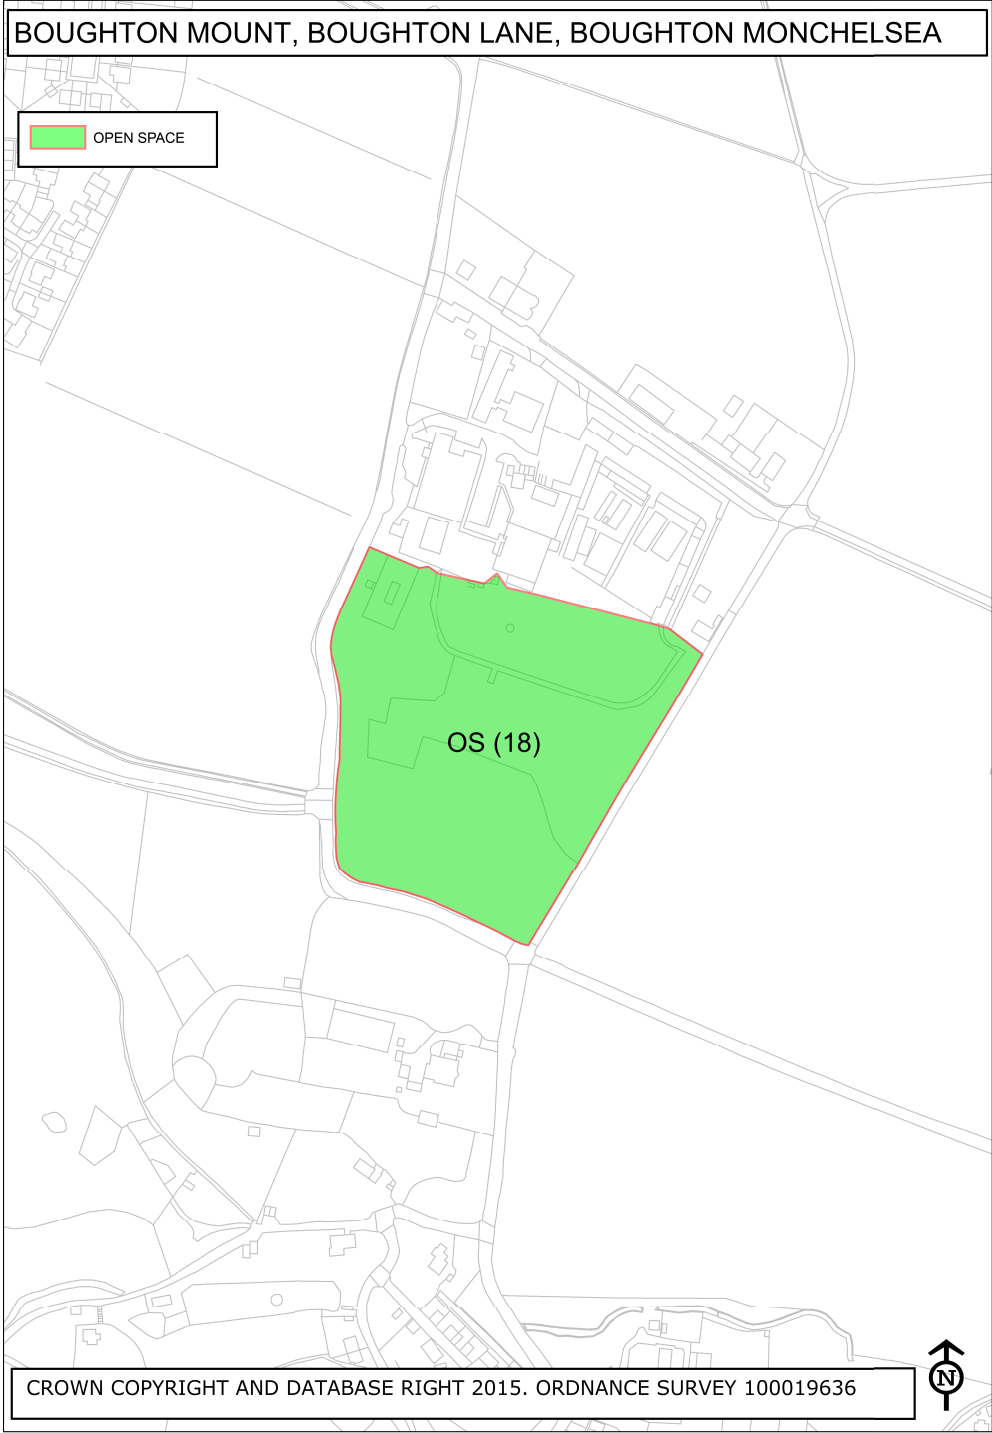 BOUGHTON MOUNT, BOUGHTON LANE, BOUGHTON MONCHELSEA
OPEN SPACE
OS (18)
CROWN COPYRIGHT AND DATABASE RIGHT 2015. ORDNANCE SURVEY 100019636
N